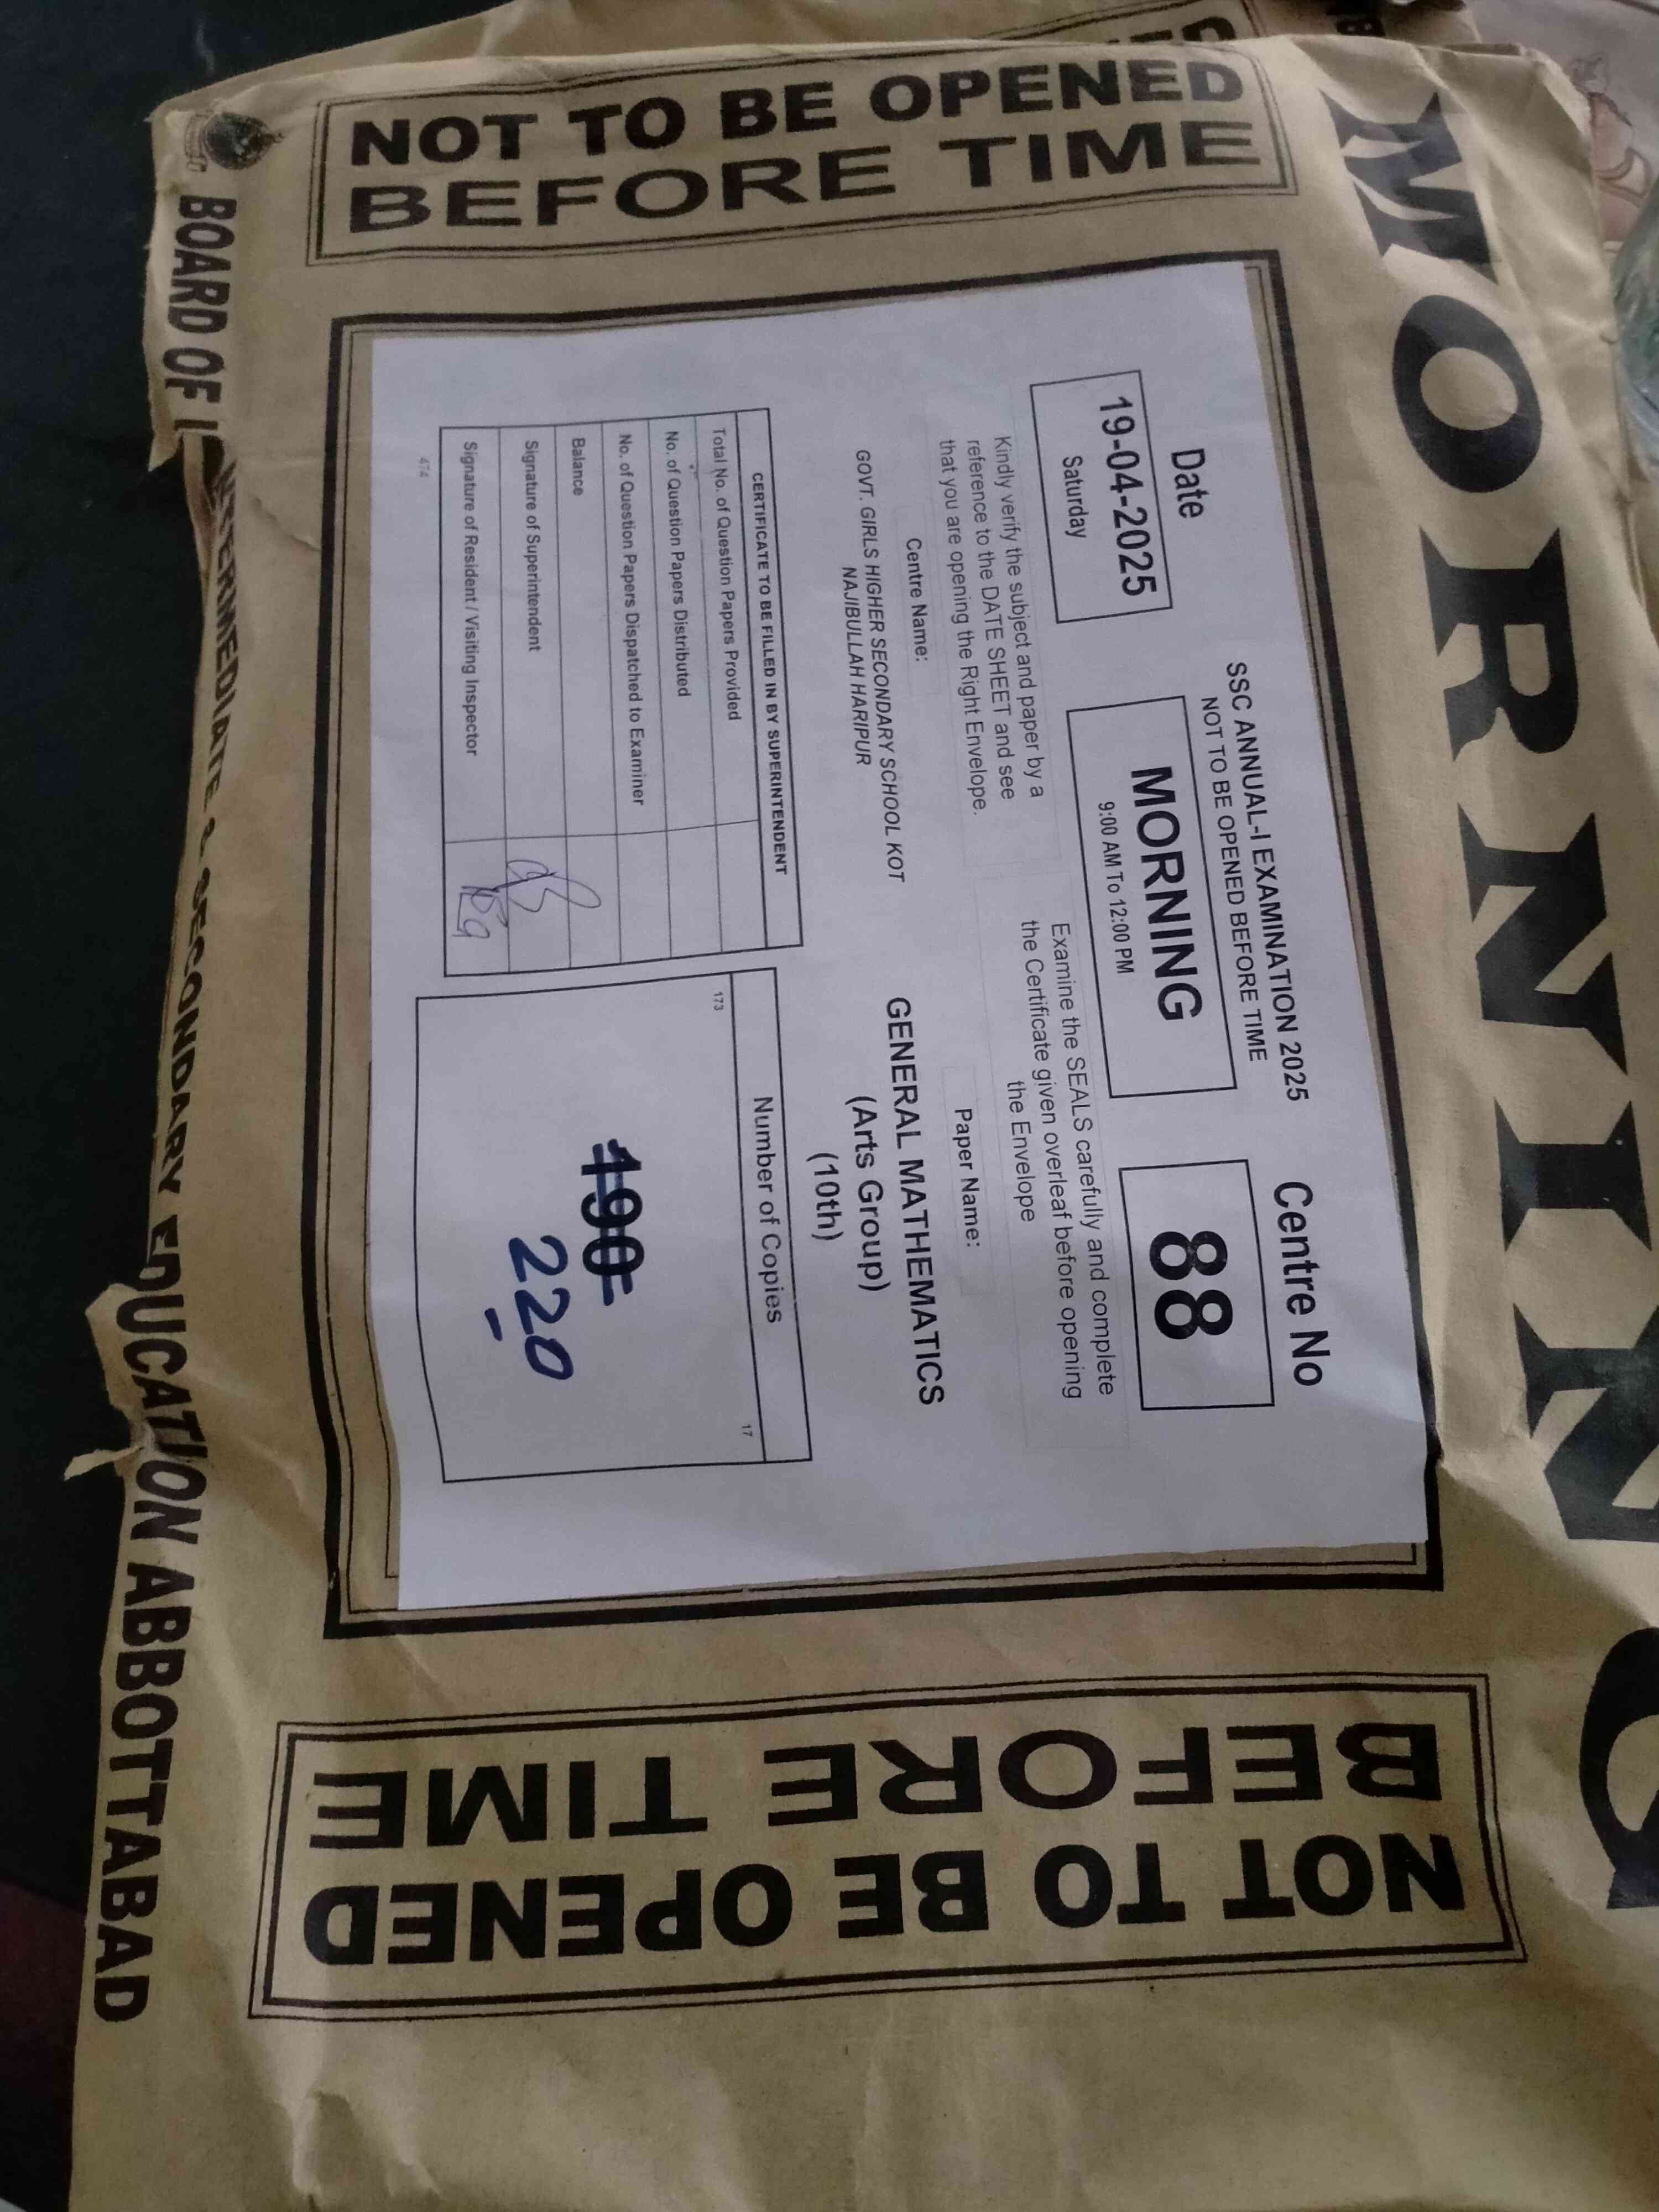 NOT TO BE OPENED
BEFORE TIME
MORNING
SSC ANNUAL-I EXAMINATION 2025
NOT TO BE OPENED BEFORE TIME
Date
19-04-2025
Saturday
MORNING
9:00 AM To 12:00 PM
Centre No
88
Kindly verify the subject and paper by a
reference to the DATE SHEET and see
that you are opening the Right Envelope.
Examine the SEALS carefully and complete
the Certificate given overleaf before opening
the Envelope
Centre Name:
GOVT. GIRLS HIGHER SECONDARY SCHOOL KOT
NAJIBULLAH HARIPUR
Paper Name:
GENERAL MATHEMATICS
(Arts Group)
(10th)
CERTIFICATE TO BE FILLED IN BY SUPERINTENDENT
Total No. of Question Papers Provided
No. of Question Papers Distributed
No. of Question Papers Dispatched to Examiner
Balance
Signature of Superintendent
Signature of Resident / Visiting Inspector
474
Number of Copies
173
17
190
220
NOT TO BE OPENED
BEFORE TIME
BOARD OF INTERMEDIATE & SECONDARY EDUCATION ABBOTTABAD